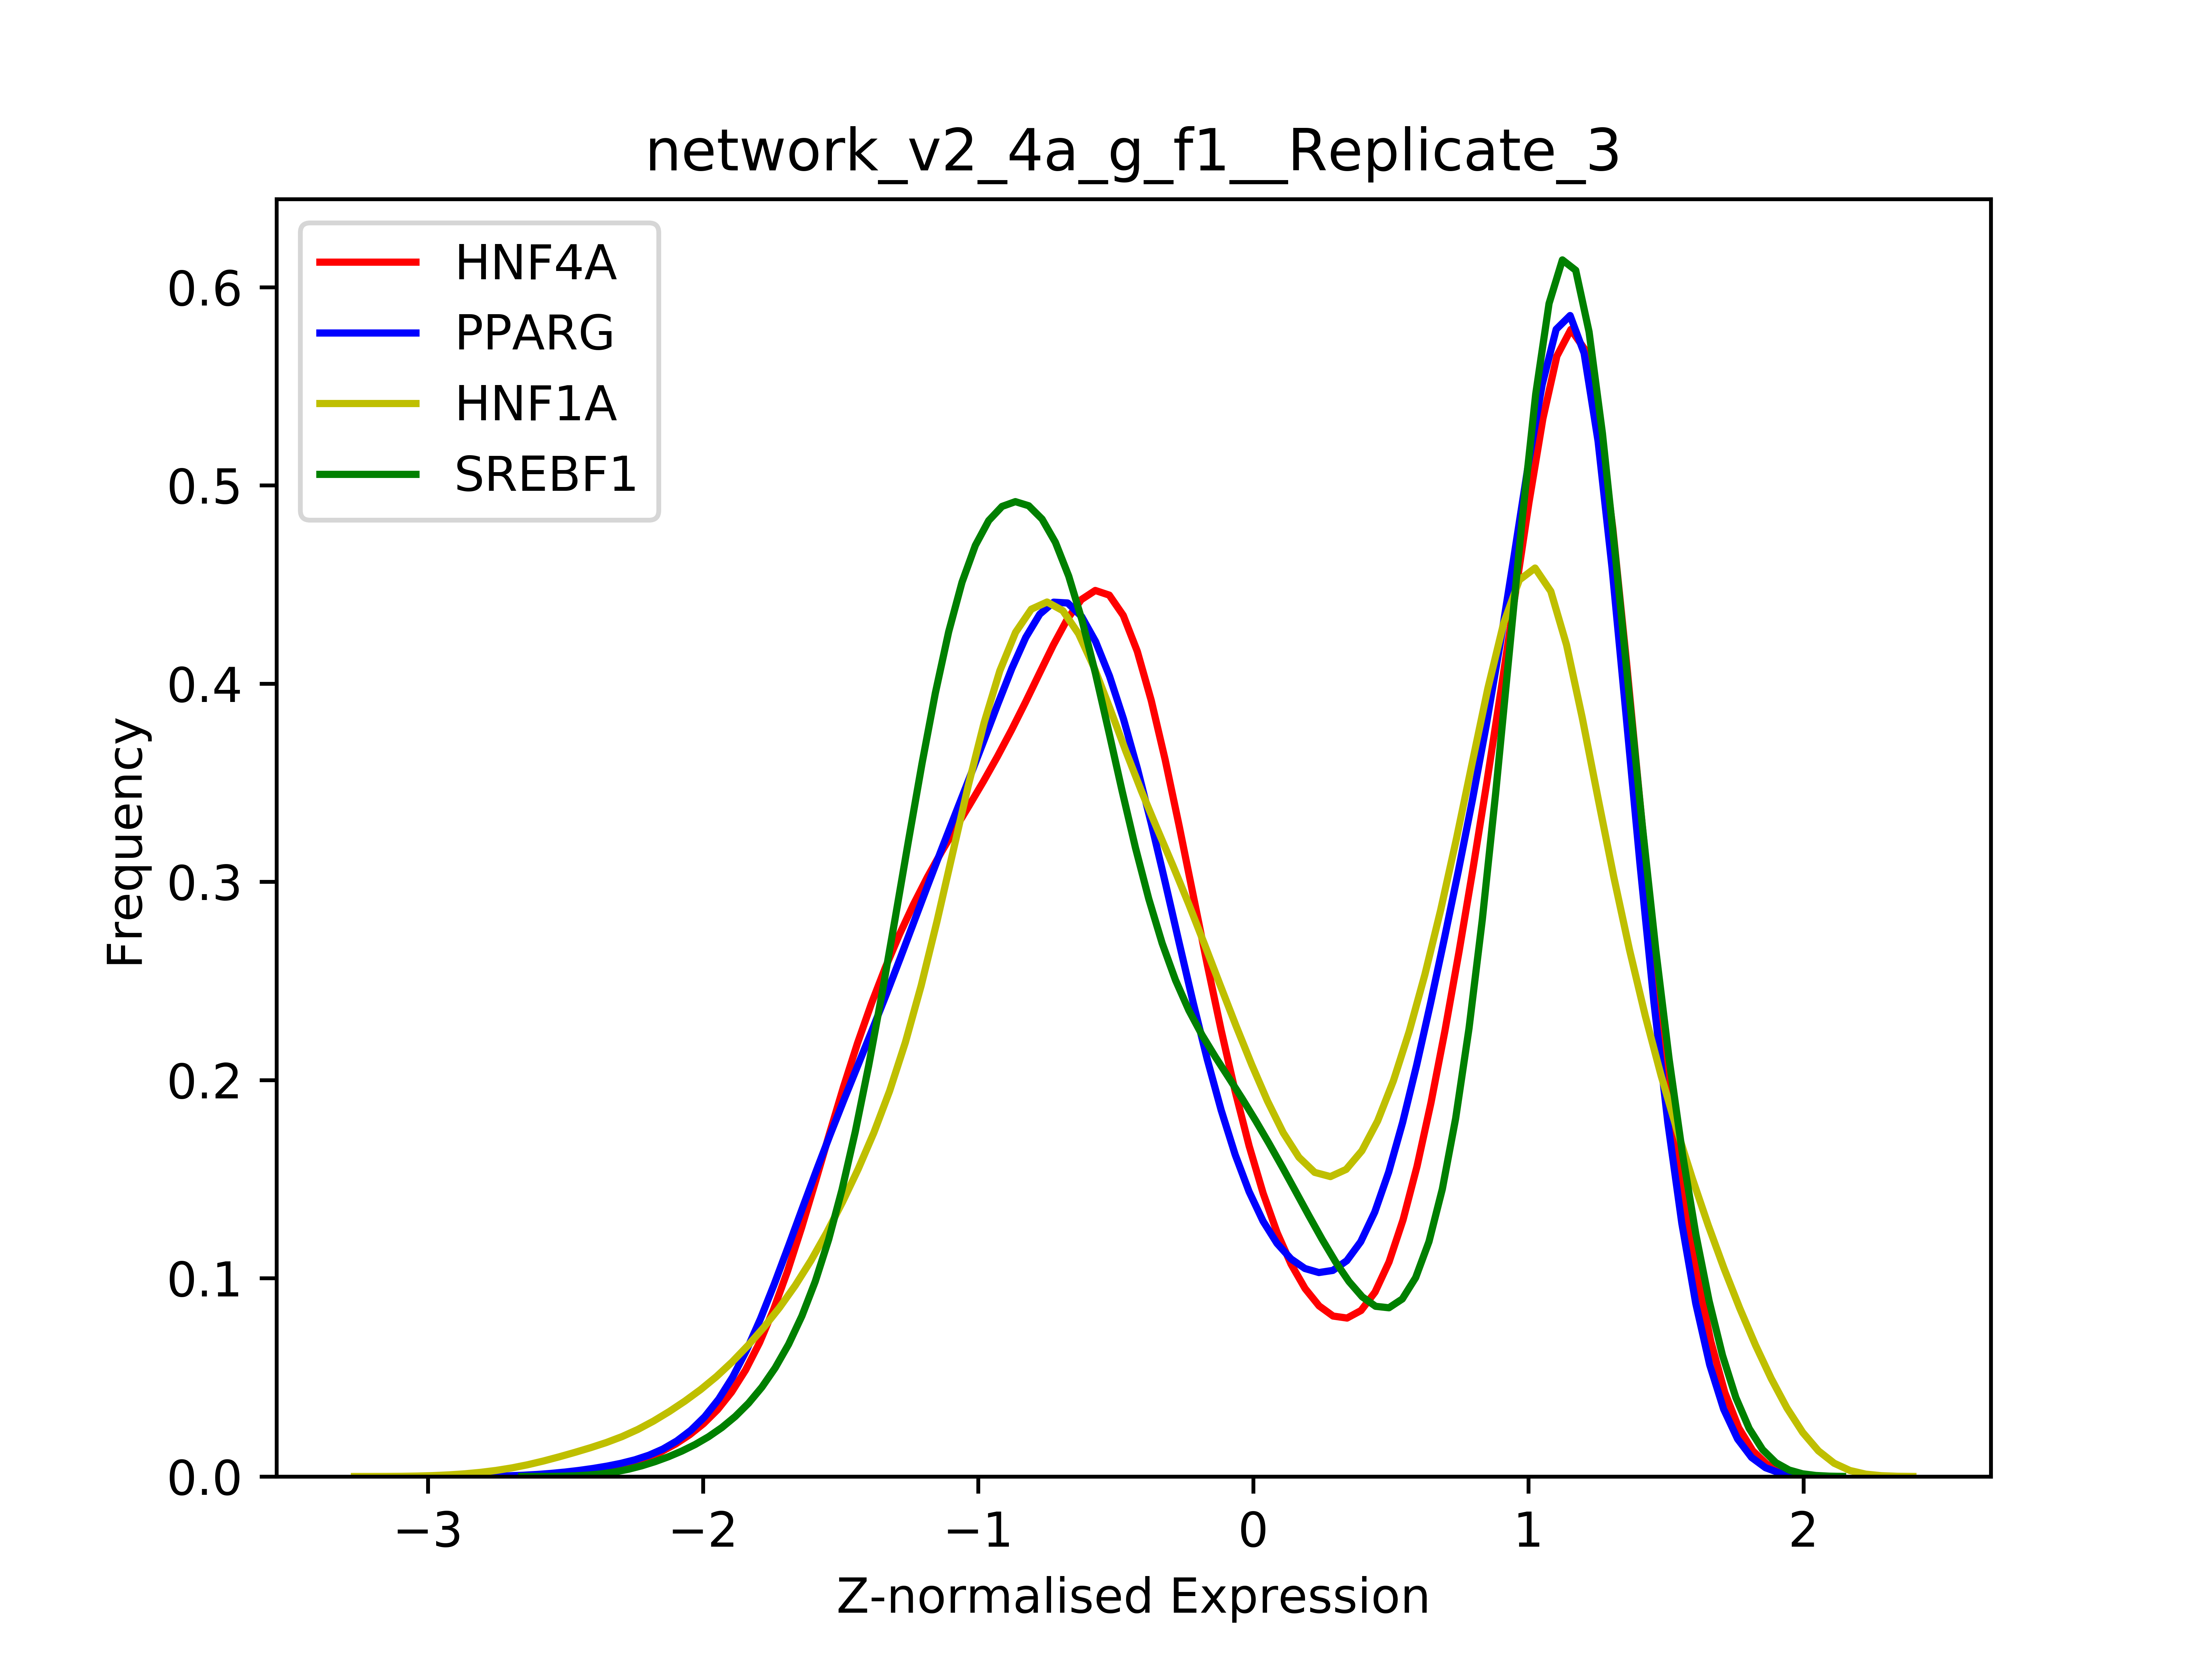 network_v2_4a_g_f1__Replicate_3
HNF4A
PPARG
HNF1A
SREBF1
Frequency
0.6
0.5
0.4
0.3
0.2
0.1
0.0
−3 −2 −1 0 1 2
Z-normalised Expression